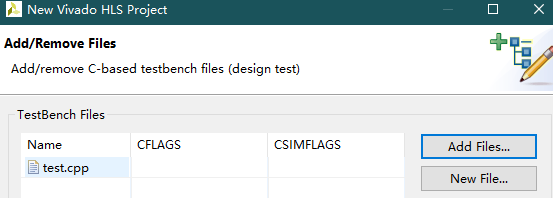 New Vivado HLS Project
Add/Remove Files
Add/remove C-based testbench files (design test)
TestBench Files
Name CFLAGS CSIMFLAGS
test.cpp
Add Files...
New File...